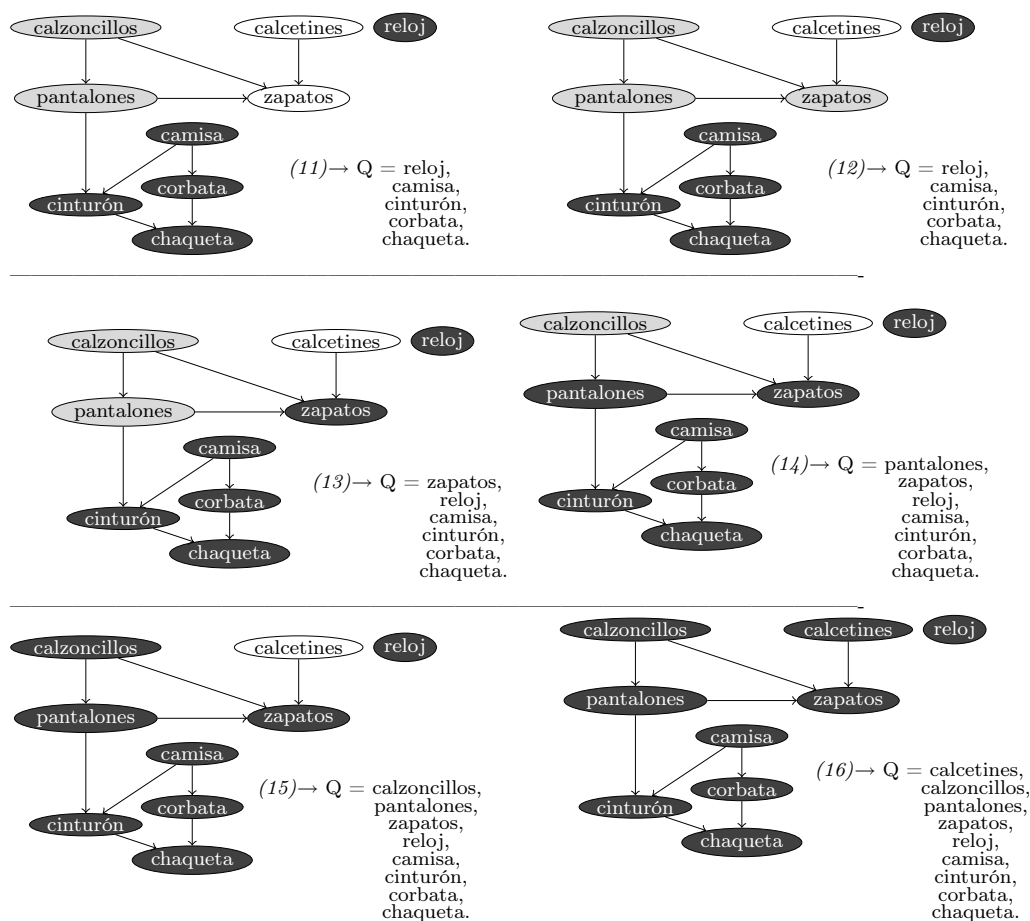 calzoncillos calcetines reloj
pantalones zapatos
camisa
corbata
cinturón
chaqueta
(11)→ Q = reloj,
camisa,
cinturón,
corbata,
chaqueta.
calzoncillos calcetines reloj
pantalones zapatos
camisa
corbata
cinturón
chaqueta
(12)→ Q = reloj,
camisa,
cinturón,
corbata,
chaqueta.
calzoncillos calcetines reloj
pantalones zapatos
camisa
corbata
cinturón
chaqueta
(13)→ Q = zapatos,
reloj,
camisa,
cinturón,
corbata,
chaqueta.
calzoncillos calcetines reloj
pantalones zapatos
camisa
corbata
cinturón
chaqueta
(14)→ Q = pantalones,
zapatos,
reloj,
camisa,
cinturón,
corbata,
chaqueta.
calzoncillos calcetines reloj
pantalones zapatos
camisa
corbata
cinturón
chaqueta
(15)→ Q = calzoncillos,
pantalones,
zapatos,
reloj,
camisa,
cinturón,
corbata,
chaqueta.
calzoncillos calcetines reloj
pantalones zapatos
camisa
corbata
cinturón
chaqueta
(16)→ Q = calcetines,
calzoncillos,
pantalones,
zapatos,
reloj,
camisa,
cinturón,
corbata,
chaqueta.